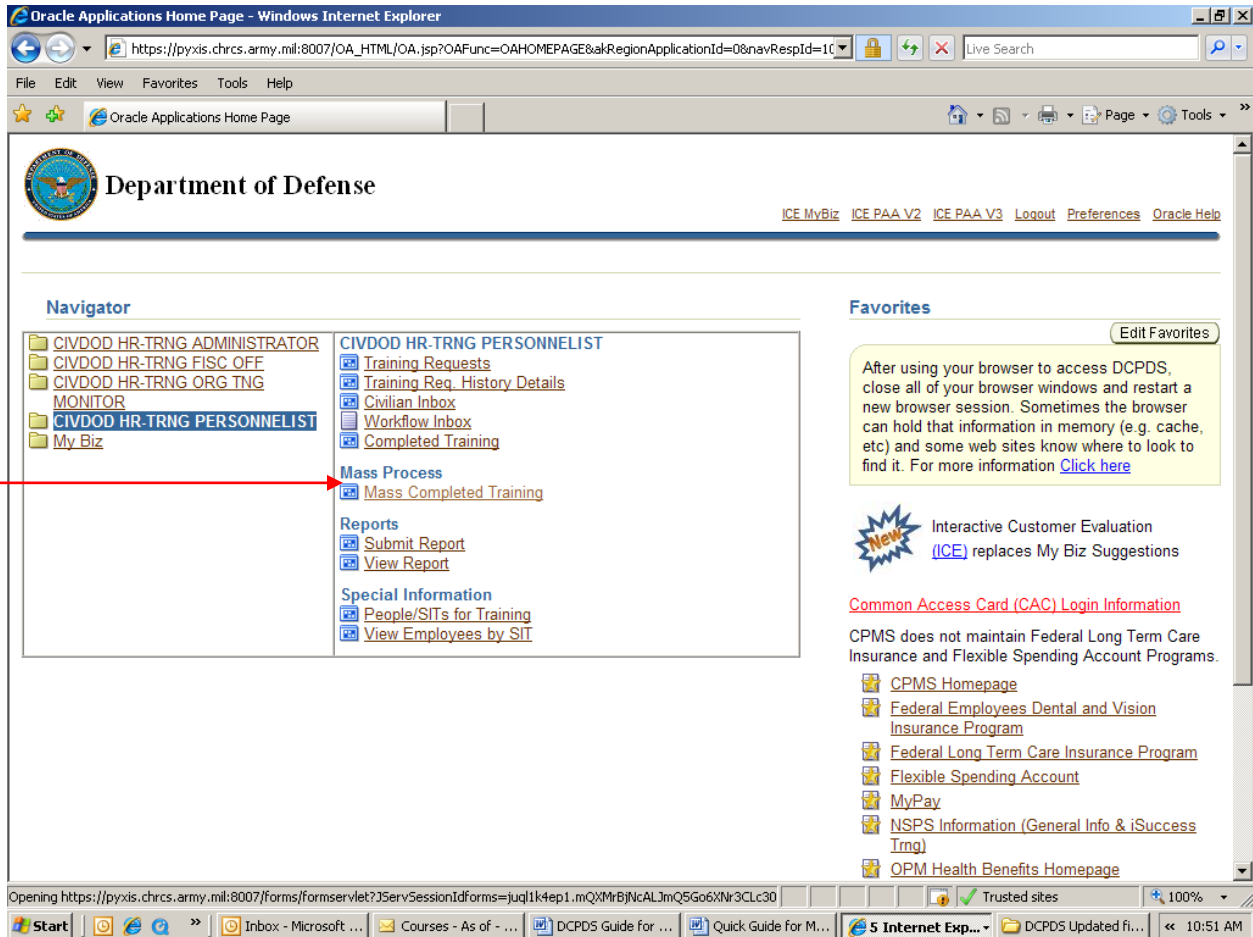 Oracle Applications Home Page - Windows Internet Explorer
https://pyxis.chrcs.army.mil:8007/OA_HTML/OA.jsp?OAFunc=OAHOMEPAGE&akRegionApplicationId=0&navRespId=10
Live Search
File Edit View Favorites Tools Help
Oracle Applications Home Page
Page Tools »
Department of Defense
ICE MyBiz ICE PAA V2 ICE PAA V3 Logout Preferences Oracle Help
Navigator
CIVDOD HR-TRNG ADMINISTRATOR
CIVDOD HR-TRNG FISC OFF
CIVDOD HR-TRNG ORG TNG
MONITOR
CIVDOD HR-TRNG PERSONNELIST
My Biz
CIVDOD HR-TRNG PERSONNELIST
Training Requests
Training Req. History Details
Civilian Inbox
Workflow Inbox
Completed Training
Mass Process
Mass Completed Training
Reports
Submit Report
View Report
Special Information
People/SITs for Training
View Employees by SIT
Favorites
Edit Favorites
After using your browser to access DCPDS,
close all of your browser windows and restart a
new browser session. Sometimes the browser
can hold that information in memory (e.g. cache,
etc) and some web sites know where to look to
find it. For more information Click here
New
Interactive Customer Evaluation
(ICE) replaces My Biz Suggestions
Common Access Card (CAC) Login Information
CPMS does not maintain Federal Long Term Care
Insurance and Flexible Spending Account Programs.
CPMS Homepage
Federal Employees Dental and Vision
Insurance Program
Federal Long Term Care Insurance Program
Flexible Spending Account
MyPay
NSPS Information (General Info & iSuccess
Trng)
OPM Health Benefits Homepage
Opening https://pyxis.chrcs.army.mil:8007/forms/formservlet?JServSessionIdforms=juql1k4ep1.mQXMrBjNcALJmQ5Go6XNr3CLc30
Trusted sites
100%
Start » Inbox - Microsoft ... Courses - As of - ... DCPDS Guide for ... Quick Guide for M... 5 Internet Exp... DCPDS Updated fi... « 10:51 AM